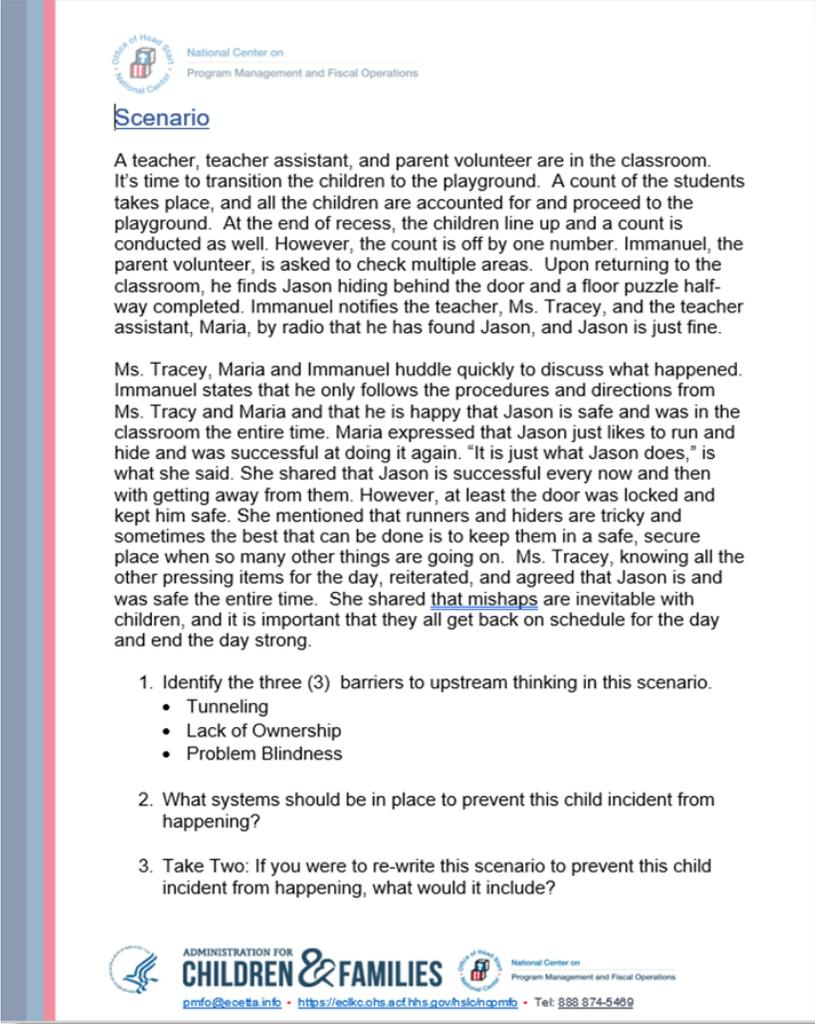 Office of Head Start
National Center
National Center on
Program Management and Fiscal Operations
Scenario
A teacher, teacher assistant, and parent volunteer are in the classroom.
It's time to transition the children to the playground.  A count of the students
takes place, and all the children are accounted for and proceed to the
playground.  At the end of recess, the children line up and a count is
conducted as well. However, the count is off by one number. Immanuel, the
parent volunteer, is asked to check multiple areas.  Upon returning to the
classroom, he finds Jason hiding behind the door and a floor puzzle half-
way completed. Immanuel notifies the teacher, Ms. Tracey, and the teacher
assistant, Maria, by radio that he has found Jason, and Jason is just fine.
Ms. Tracey, Maria and Immanuel huddle quickly to discuss what happened.
Immanuel states that he only follows the procedures and directions from
Ms. Tracy and Maria and that he is happy that Jason is safe and was in the
classroom the entire time. Maria expressed that Jason just likes to run and
hide and was successful at doing it again. “It is just what Jason does,” is
what she said. She shared that Jason is successful every now and then
with getting away from them. However, at least the door was locked and
kept him safe. She mentioned that runners and hiders are tricky and
sometimes the best that can be done is to keep them in a safe, secure
place when so many other things are going on.  Ms. Tracey, knowing all the
other pressing items for the day, reiterated, and agreed that Jason is and
was safe the entire time.  She shared that mishaps are inevitable with
children, and it is important that they all get back on schedule for the day
and end the day strong.
1. Identify the three (3)  barriers to upstream thinking in this scenario.
• Tunneling
• Lack of Ownership
• Problem Blindness
2. What systems should be in place to prevent this child incident from
happening?
3. Take Two: If you were to re-write this scenario to prevent this child
incident from happening, what would it include?
ADMINISTRATION FOR
CHILDREN & FAMILIES
National Center on
Program Management and Fiscal Operations
pmfo@ecetta.info • https://eclkc.ohs.acf.hhs.gov/hslc/ncpmfo • Tel: 888 874-5469